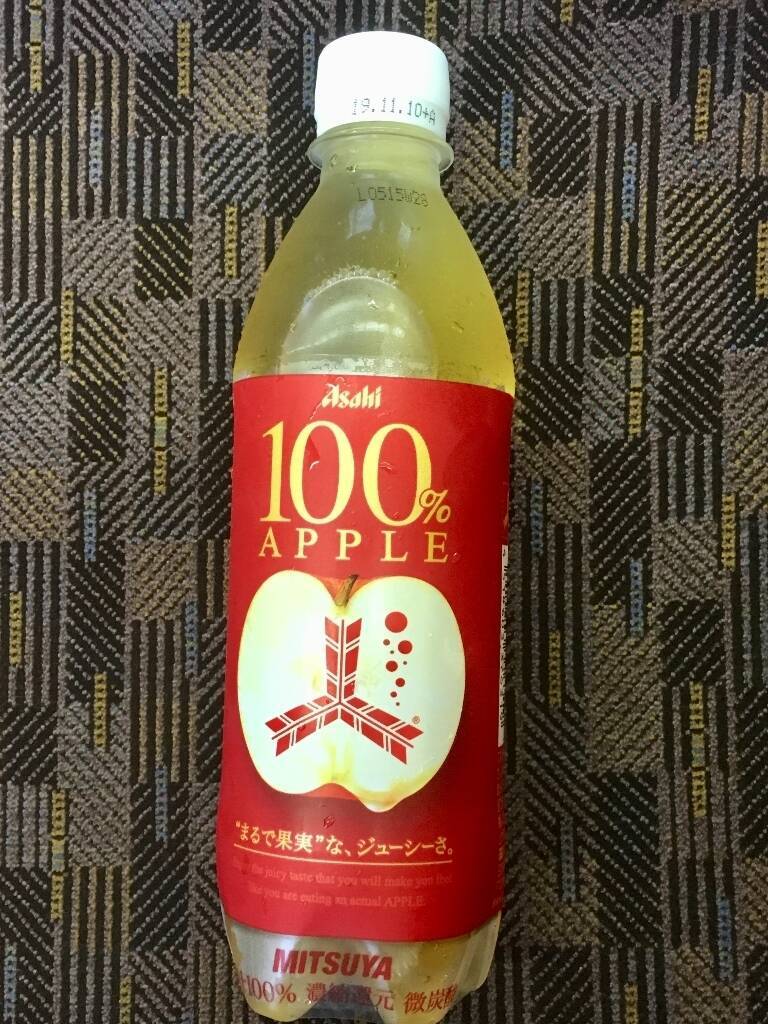 19.11.10+A
L0515W28
Asahi
100%
APPLE
®
"まるで果実"な、ジューシーさ。
the juicy taste that you will make you feel
like you are eating an actual APPLE.
MITSUYA
100% 濃縮還元 微炭酸